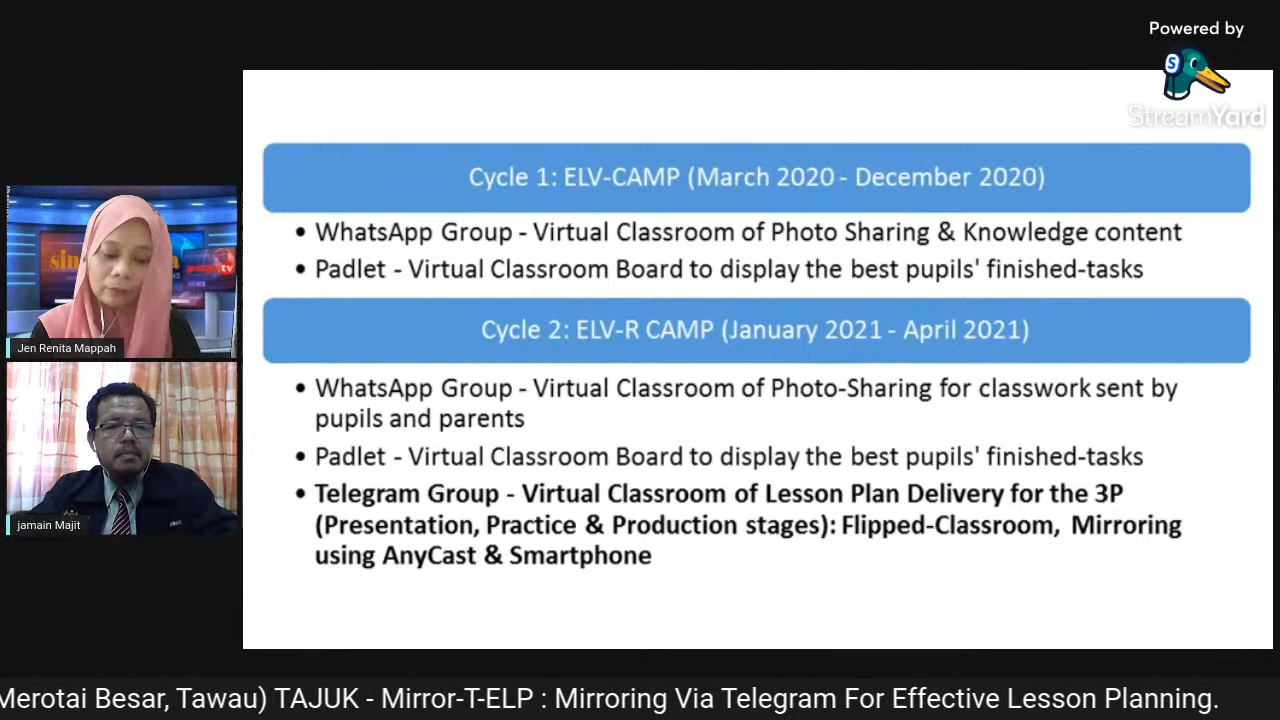 Powered by
StreamYard
Cycle 1: ELV-CAMP (March 2020 - December 2020)
• WhatsApp Group - Virtual Classroom of Photo Sharing & Knowledge content
• Padlet - Virtual Classroom Board to display the best pupils' finished-tasks
Cycle 2: ELV-R CAMP (January 2021 - April 2021)
• WhatsApp Group - Virtual Classroom of Photo-Sharing for classwork sent by
pupils and parents
• Padlet - Virtual Classroom Board to display the best pupils' finished-tasks
• Telegram Group - Virtual Classroom of Lesson Plan Delivery for the 3P
(Presentation, Practice & Production stages): Flipped-Classroom, Mirroring
using AnyCast & Smartphone
Jen Renita Mappah
jamain Majit
Merotai Besar, Tawau) TAJUK - Mirror-T-ELP : Mirroring Via Telegram For Effective Lesson Planning.